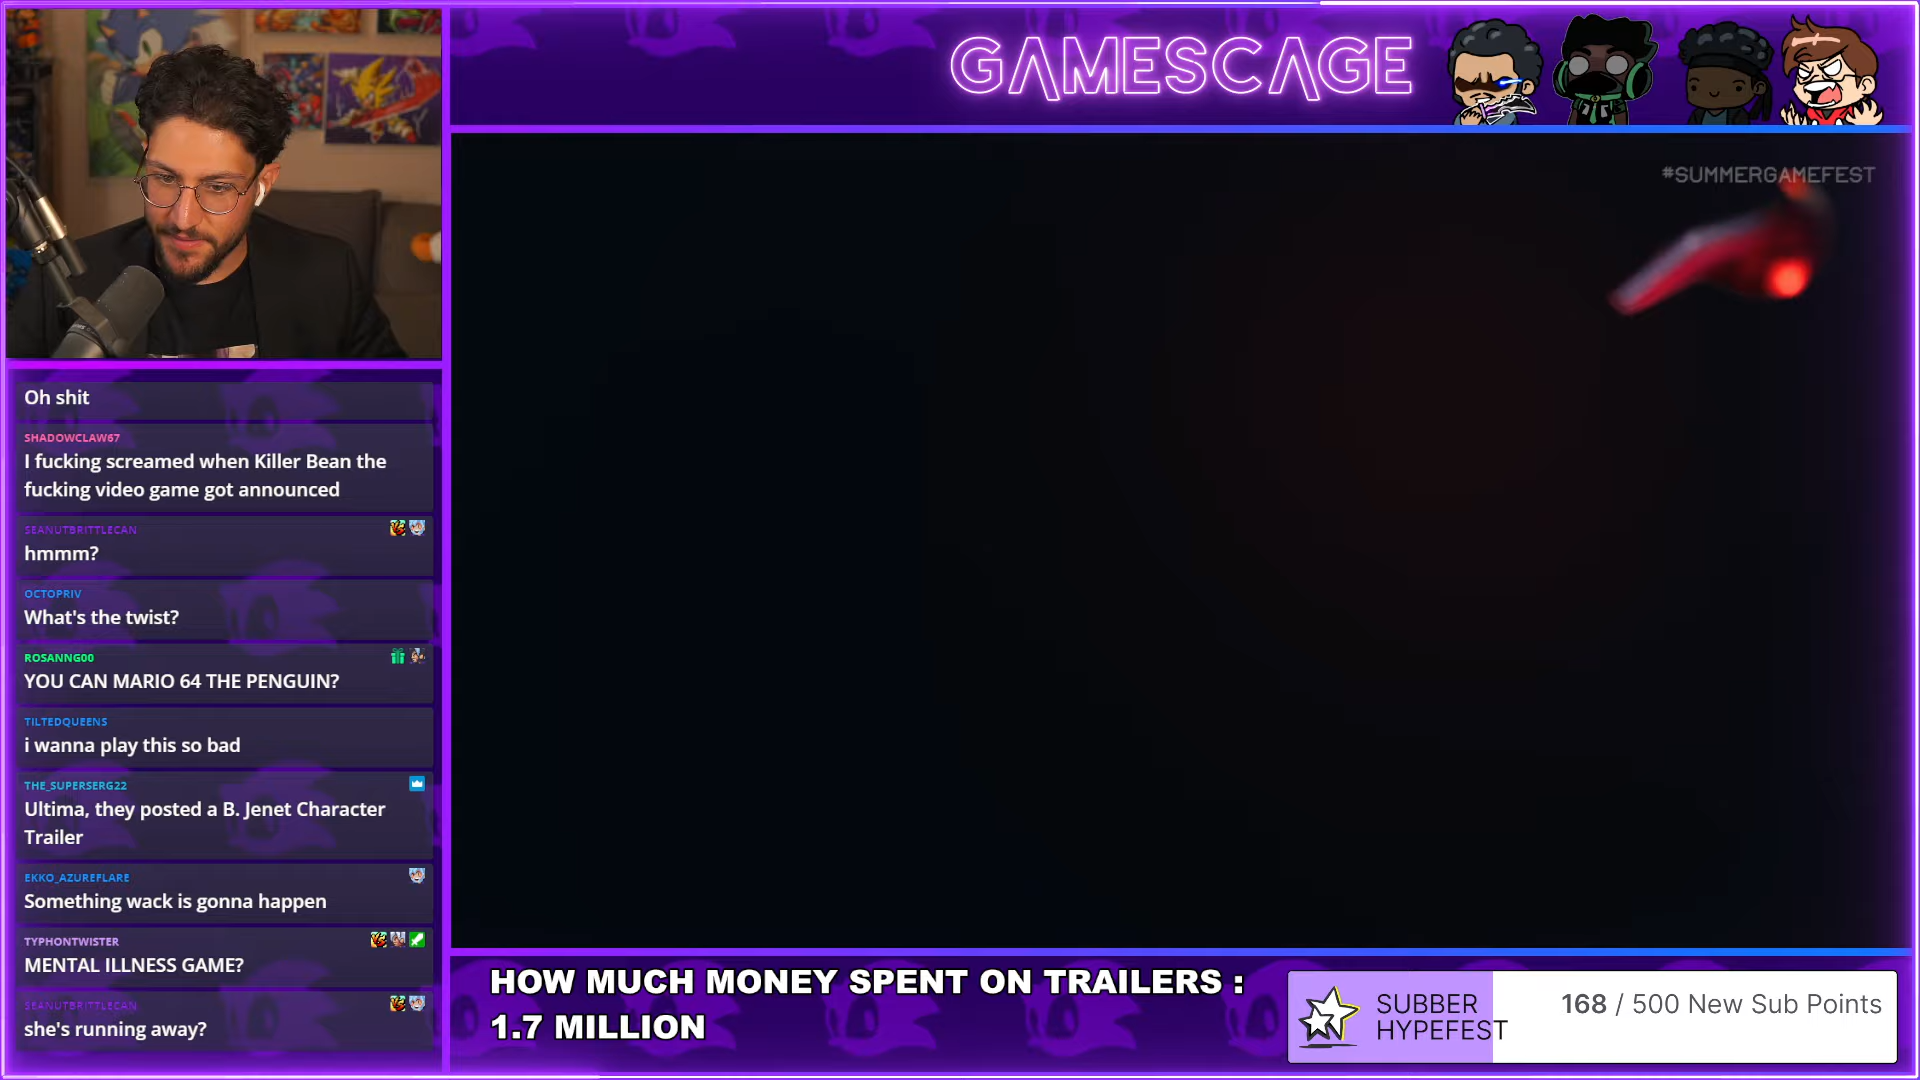 GAMESCAGE
#SUMMERGAMEFEST
Oh shit
SHADOWCLAW67
I fucking screamed when Killer Bean the
fucking video game got announced
SEANUTBRITTLECAN
hmmm?
OCTOPRIV
What's the twist?
ROSANNG00
YOU CAN MARIO 64 THE PENGUIN?
TILTEDQUEENS
i wanna play this so bad
THE_SUPERSERG22
Ultima, they posted a B. Jenet Character
Trailer
EKKO_AZUREFLARE
Something wack is gonna happen
TYPHONTWISTER
MENTAL ILLNESS GAME?
SEANUTBRITTLECAN
she's running away?
HOW MUCH MONEY SPENT ON TRAILERS :
1.7 MILLION
SUBBER
HYPEFEST
168 / 500 New Sub Points